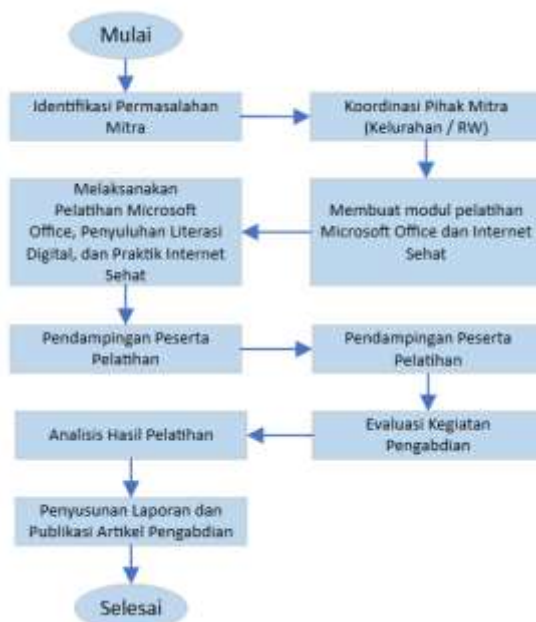 Mulai
Identifikasi Permasalahan
Mitra
Koordinasi Pihak Mitra
(Kelurahan / RW)
Membuat modul pelatihan
Microsoft Office dan Internet
Sehat
Melaksanakan
Pelatihan Microsoft
Office, Penyuluhan Literasi
Digital, dan Praktik Internet
Sehat
Pendampingan Peserta
Pelatihan
Pendampingan Peserta
Pelatihan
Evaluasi Kegiatan
Pengabdian
Analisis Hasil Pelatihan
Penyusunan Laporan dan
Publikasi Artikel Pengabdian
Selesai